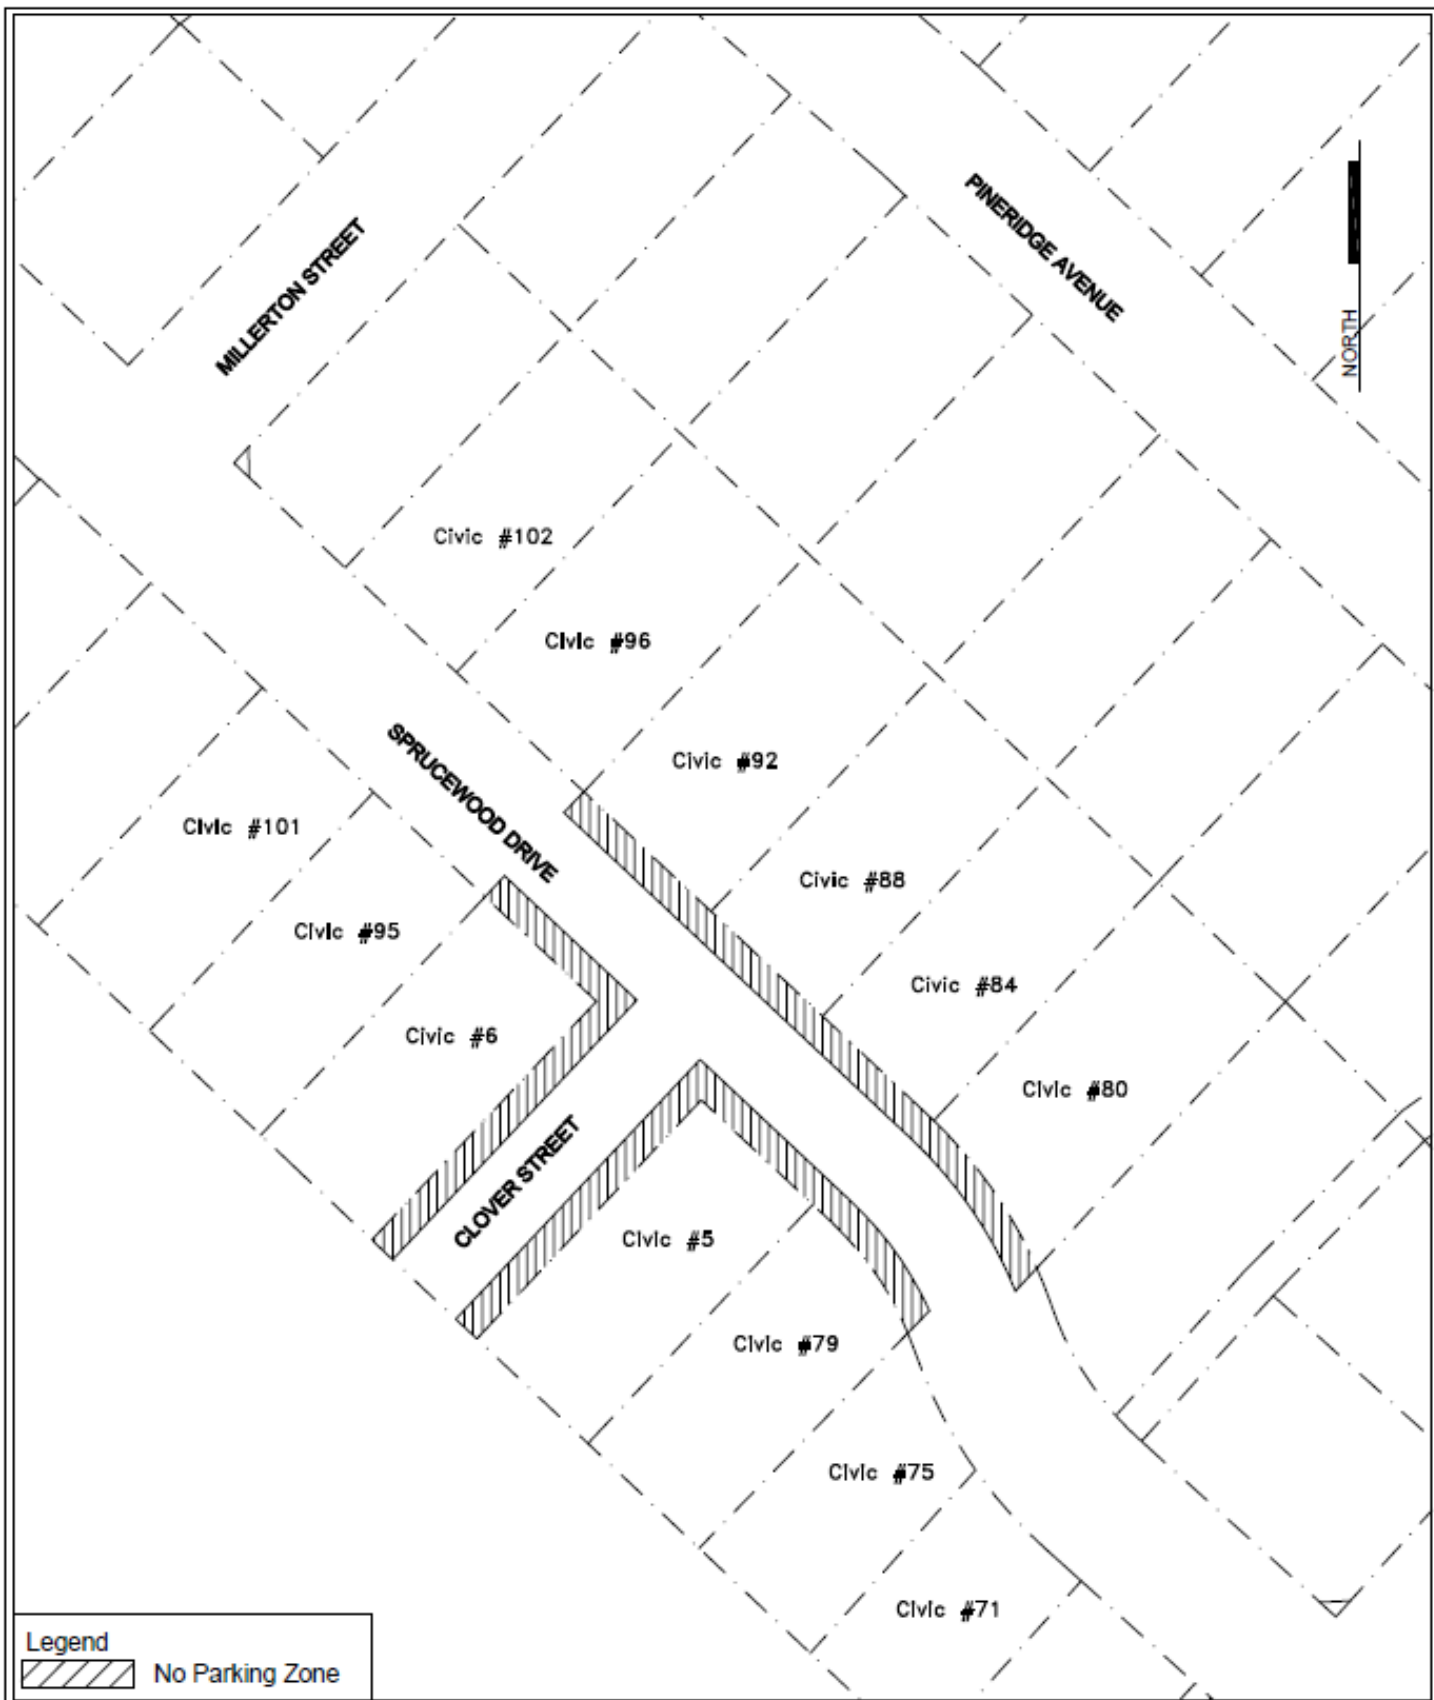 PINERIDGE AVENUE
MILLERTON STREET
NORTH
Civic #102
Civic #96
SPRUCEWOOD DRIVE
Civic #92
Civic #101
Civic #88
Civic #95
Civic #84
Civic #6
Civic #80
CLOVER STREET
Civic #5
Civic #79
Civic #75
Civic #71
Legend
No Parking Zone